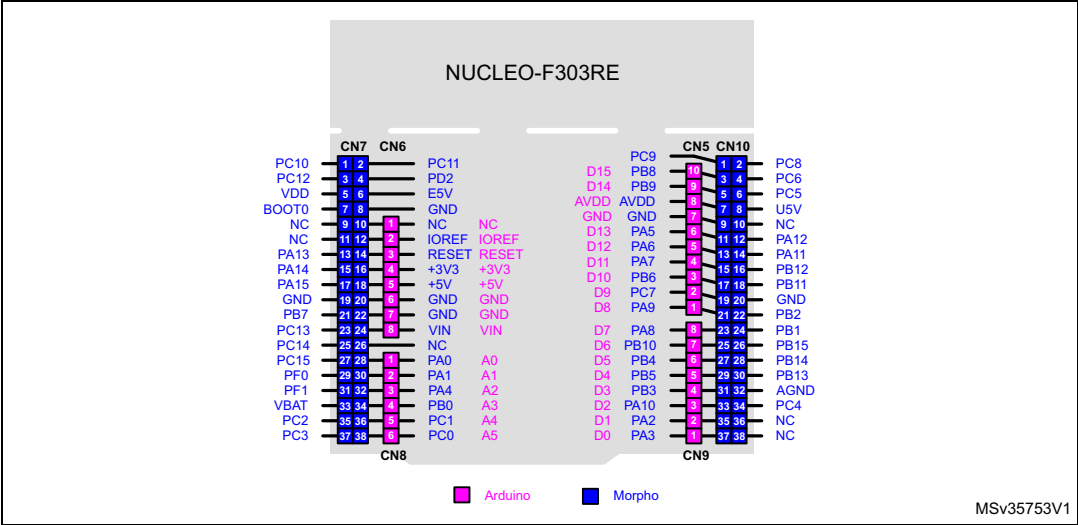 NUCLEO-F303RE
CN7 CN6 CN5 CN10
PC9
PC10 1 2 PC11 D15 PB8 10 1 2 PC8
PC12 3 4 PD2 D14 PB9 9 3 4 PC6
VDD 5 6 E5V AVDD AVDD 8 5 6 PC5
BOOT0 7 8 GND GND GND 7 7 8 U5V
NC 9 10 1 NC NC D13 PA5 6 9 10 NC
NC 11 12 2 IOREF IOREF D12 PA6 5 11 12 PA12
PA13 13 14 3 RESET RESET D11 PA7 4 13 14 PA11
PA14 15 16 4 +3V3 +3V3 D10 PB6 3 15 16 PB12
PA15 17 18 5 +5V +5V D9 PC7 2 17 18 PB11
GND 19 20 6 GND GND D8 PA9 1 19 20 GND
PB7 21 22 7 GND GND 21 22 PB2
PC13 23 24 8 VIN VIN D7 PA8 8 23 24 PB1
PC14 25 26 NC D6 PB10 7 25 26 PB15
PC15 27 28 1 PA0 A0 D5 PB4 6 27 28 PB14
PF0 29 30 2 PA1 A1 D4 PB5 5 29 30 PB13
PF1 31 32 3 PA4 A2 D3 PB3 4 31 32 AGND
VBAT 33 34 4 PB0 A3 D2 PA10 3 33 34 PC4
PC2 35 36 5 PC1 A4 D1 PA2 2 35 36 NC
PC3 37 38 6 PC0 A5 D0 PA3 1 37 38 NC
CN8 CN9
Arduino Morpho
MSv35753V1